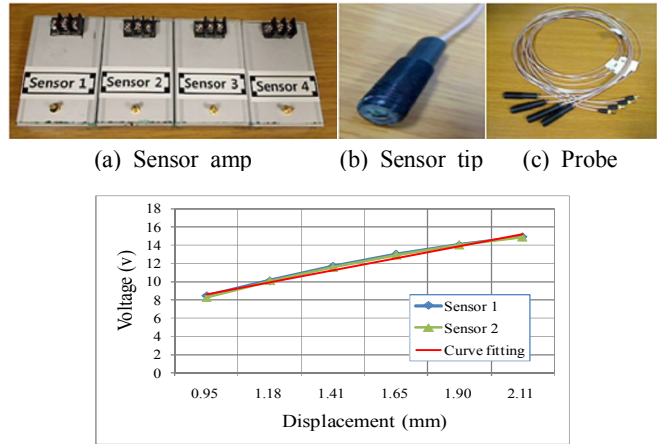 Sensor 1
Sensor 2
Sensor 3
Sensor 4
(a) Sensor amp
(b) Sensor tip
(c) Probe
18
16
14
12
10
8
6
4
2
0
Voltage (v)
Sensor 1
Sensor 2
Curve fitting
0.95 1.18 1.41 1.65 1.90 2.11
Displacement (mm)